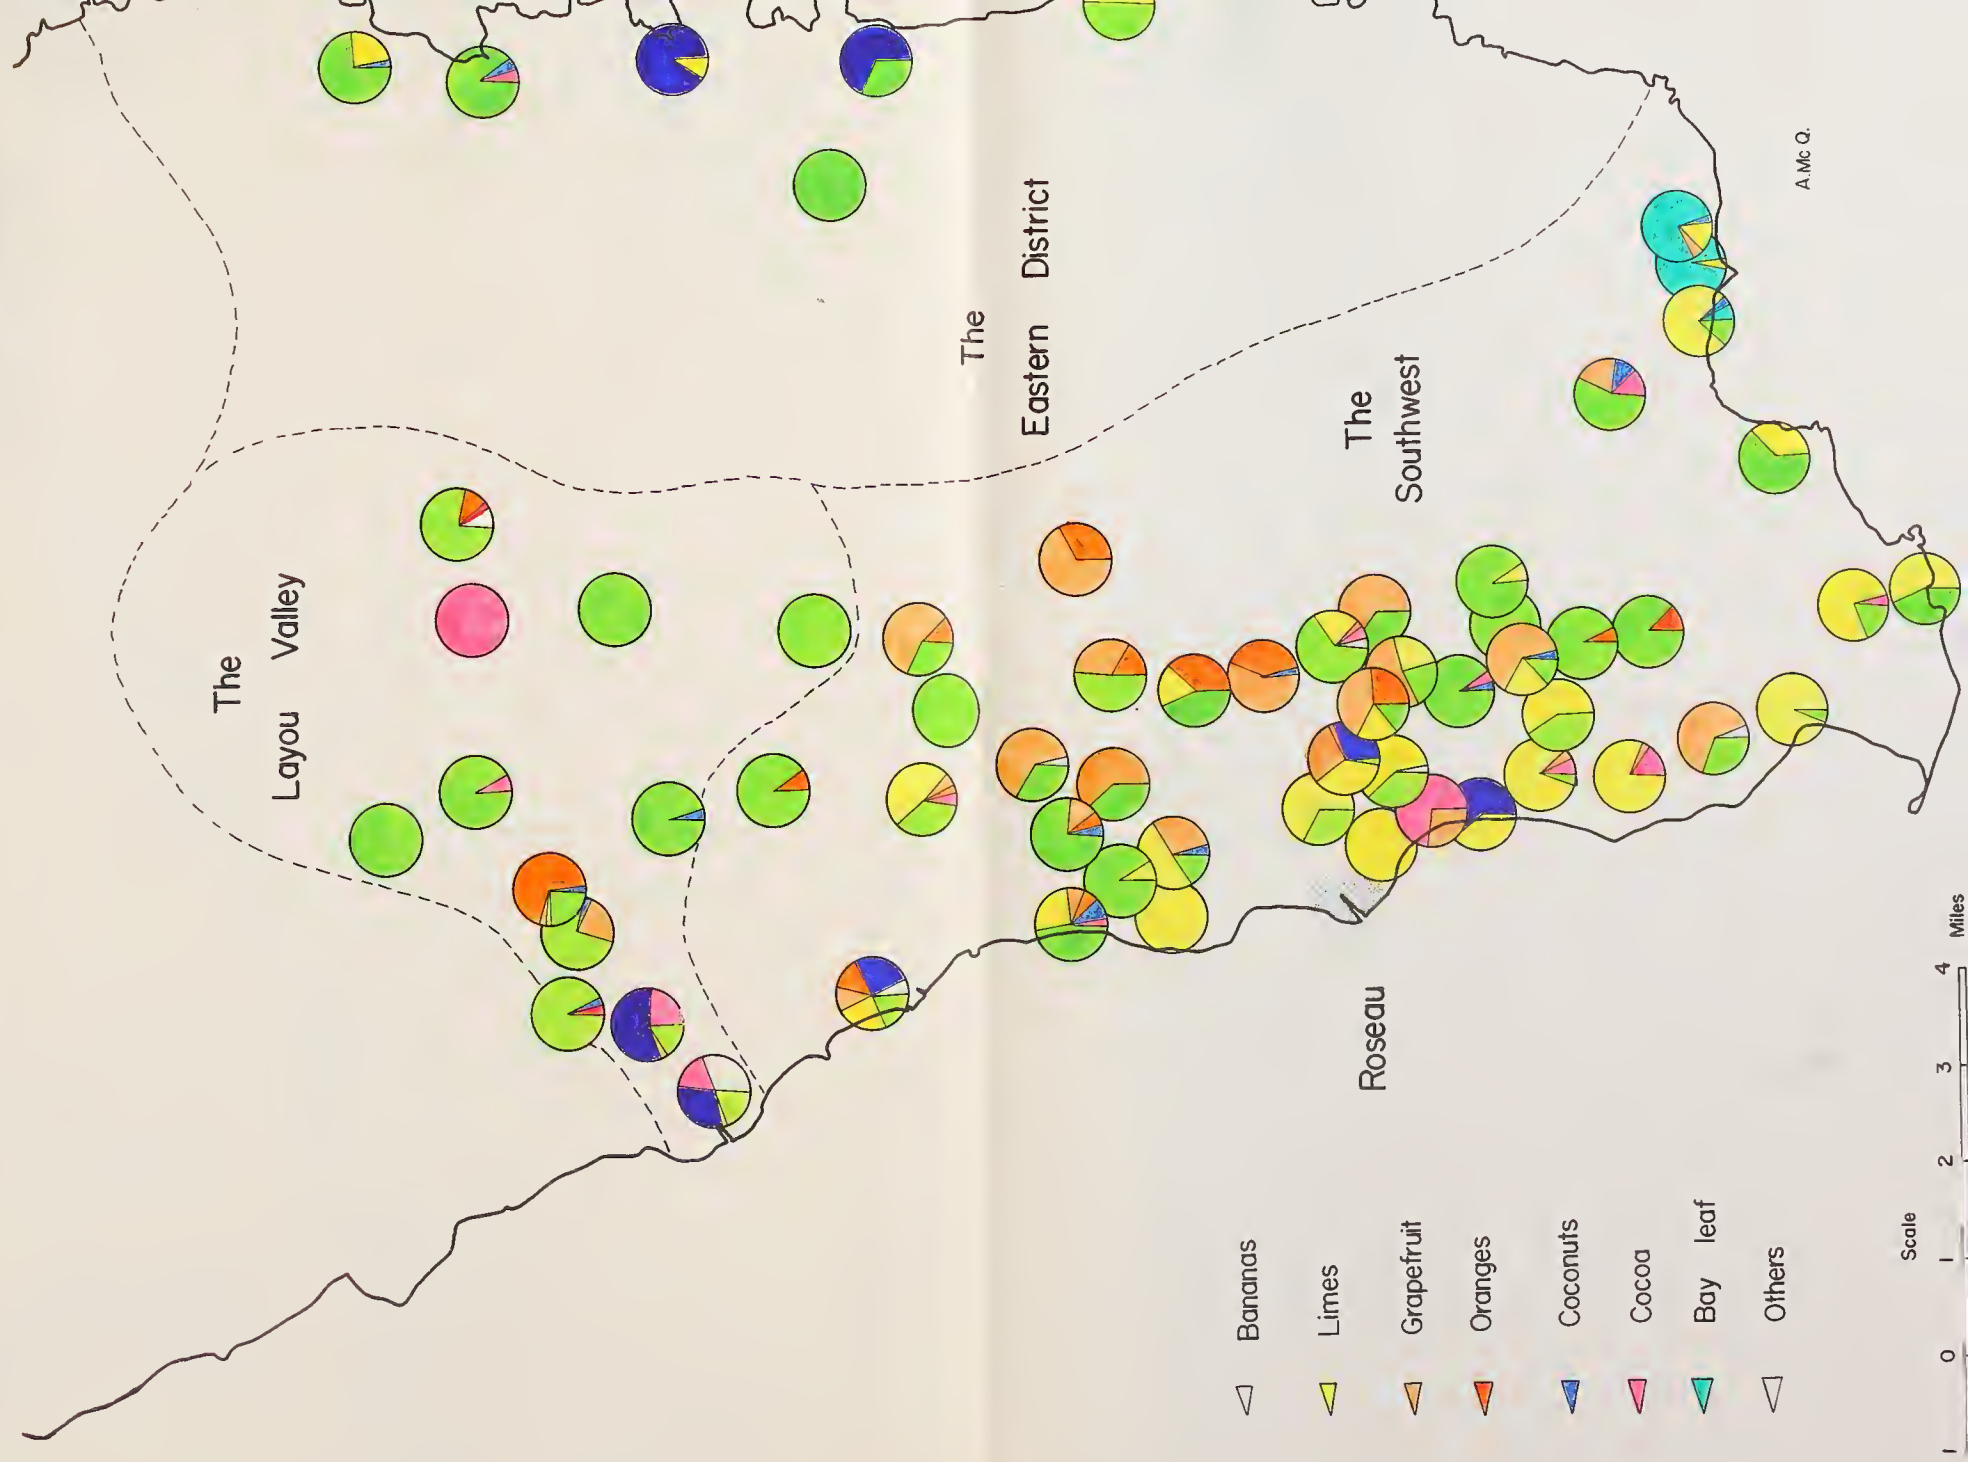 The
Layou Valley
The
Eastern District
The
Southwest
A.Mc Q.
Roseau
Bananas
Limes
Grapefruit
Oranges
Coconuts
Cocoa
Bay leaf
Others
Scale
1 0 1 2 3 4 Miles